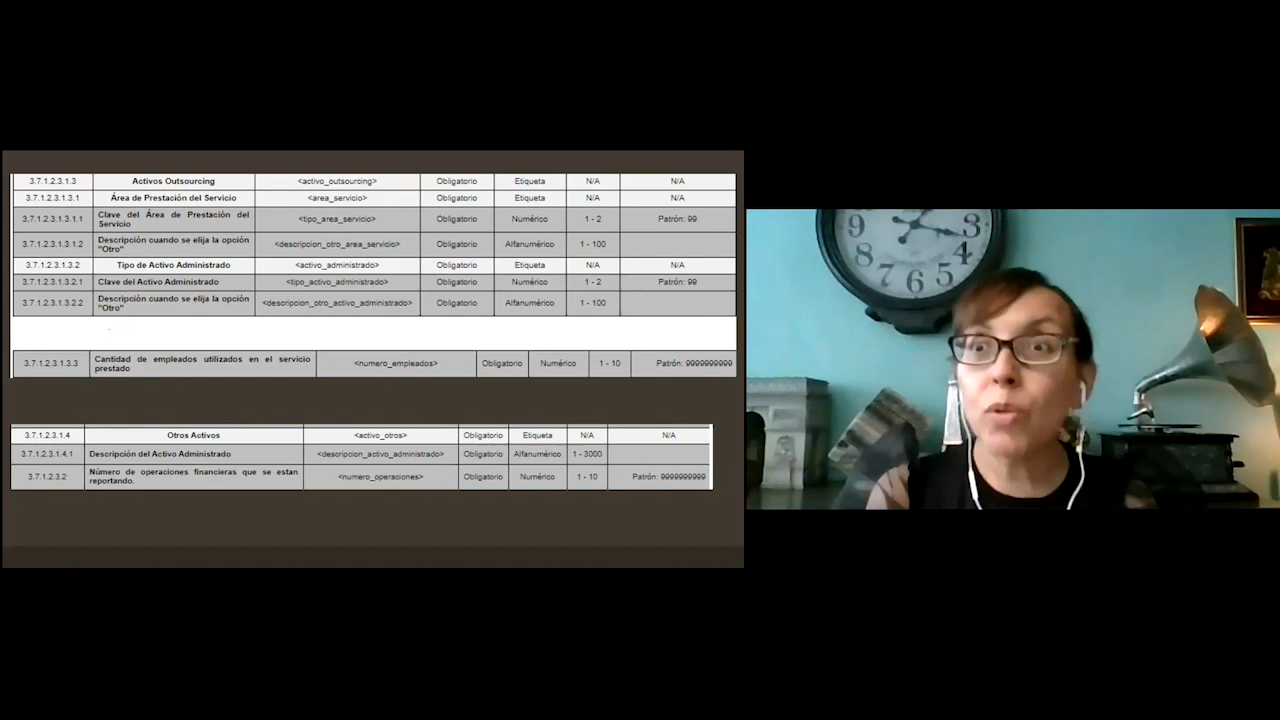 3.7.1.2.3.1.3 Activos Outsourcing <activo_outsourcing> Obligatorio Etiqueta N/A N/A
3.7.1.2.3.1.3.1 Área de Prestación del Servicio <area_servicio> Obligatorio Etiqueta N/A N/A
3.7.1.2.3.1.3.1.1 Clave del Área de Prestación del Servicio <tipo_area_servicio> Obligatorio Numérico 1 - 2 Patrón: 99
3.7.1.2.3.1.3.1.2 Descripción cuando se elija la opción "Otro" <descripcion_otro_area_servicio> Obligatorio Alfanumérico 1 - 100
3.7.1.2.3.1.3.2 Tipo de Activo Administrado <activo_administrado> Obligatorio Etiqueta N/A N/A
3.7.1.2.3.1.3.2.1 Clave del Activo Administrado <tipo_activo_administrado> Obligatorio Numérico 1 - 2 Patrón: 99
3.7.1.2.3.1.3.2.2 Descripción cuando se elija la opción "Otro" <descripcion_otro_activo_administrado> Obligatorio Alfanumérico 1 - 100
3.7.1.2.3.1.3.3 Cantidad de empleados utilizados en el servicio prestado <numero_empleados> Obligatorio Numérico 1 - 10 Patrón: 9999999999
3.7.1.2.3.1.4 Otros Activos <activo_otros> Obligatorio Etiqueta N/A N/A
3.7.1.2.3.1.4.1 Descripción del Activo Administrado <descripcion_activo_administrado> Obligatorio Alfanumérico 1 - 3000
3.7.1.2.3.2 Número de operaciones financieras que se estan reportando. <numero_operaciones> Obligatorio Numérico 1 - 10 Patrón: 9999999999
9 3
8 4
7 6 5